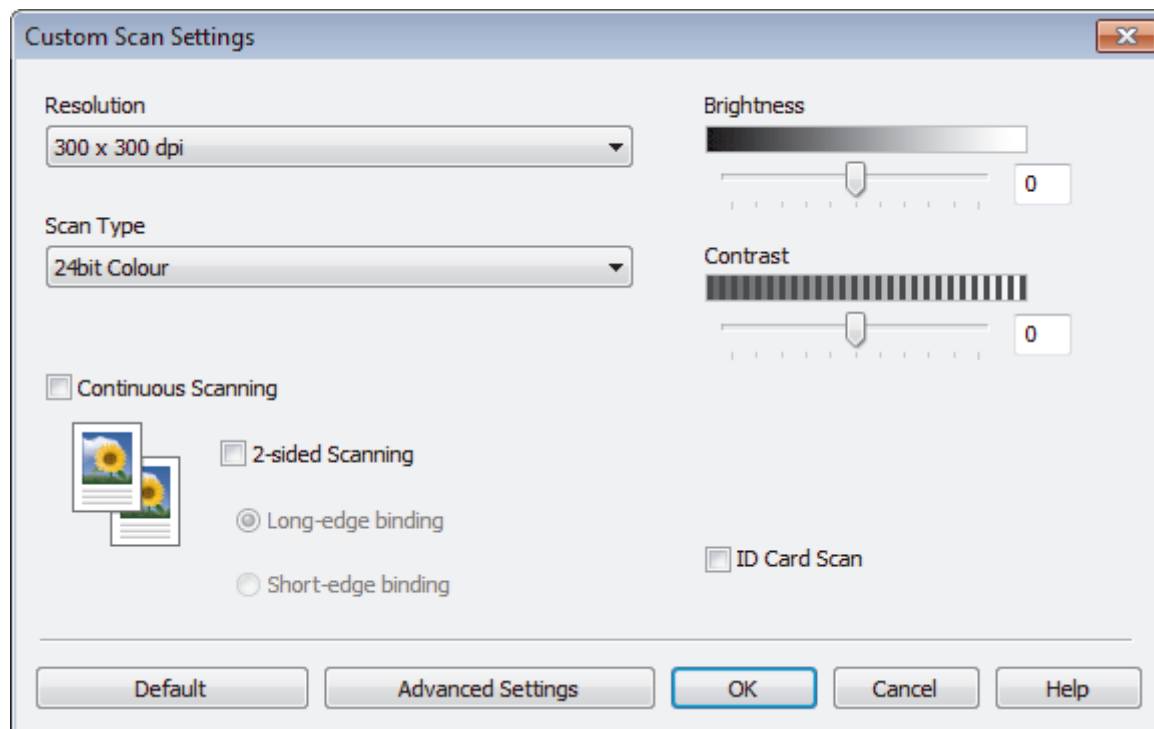 Custom Scan Settings
Resolution
300 x 300 dpi
Scan Type
24bit Colour
Brightness
0
Contrast
0
Continuous Scanning
2-sided Scanning
Long-edge binding
Short-edge binding
ID Card Scan
Default
Advanced Settings
OK
Cancel
Help